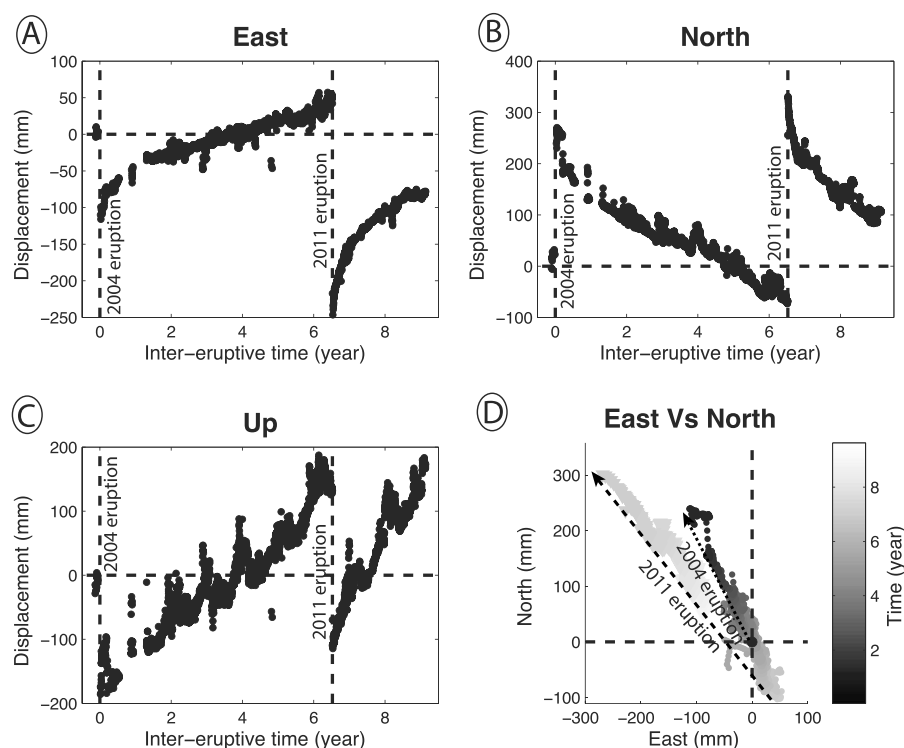 A
East
100
50
0
−50
−100
−150
−200
−250
Displacement (mm)
2004 eruption
2011 eruption
0 2 4 6 8
Inter−eruptive time (year)
B
North
400
300
200
100
0
−100
Displacement (mm)
2004 eruption
2011 eruption
0 2 4 6 8
Inter−eruptive time (year)
C
Up
200
100
0
−100
−200
Displacement (mm)
2004 eruption
2011 eruption
0 2 4 6 8
Inter−eruptive time (year)
D
East Vs North
300
200
100
0
−100
North (mm)
2004 eruption
2011 eruption
−300 −200 −100 0 100
East (mm)
8
6
4
2
Time (year)